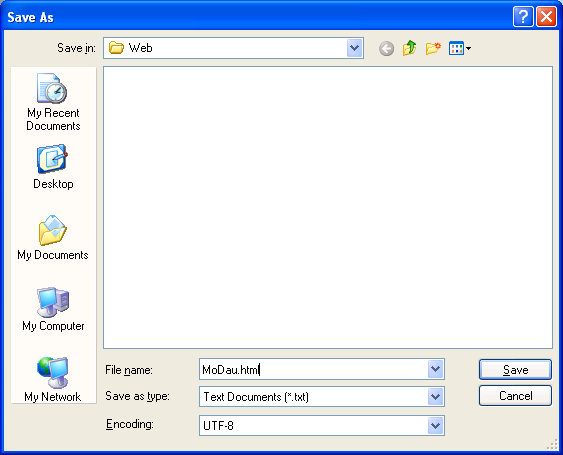 Save As
Save in:
Web
My Recent
Documents
Desktop
My Documents
My Computer
My Network
File name:
MoDau.html
Save
Save as type:
Text Documents (*.txt)
Cancel
Encoding:
UTF-8